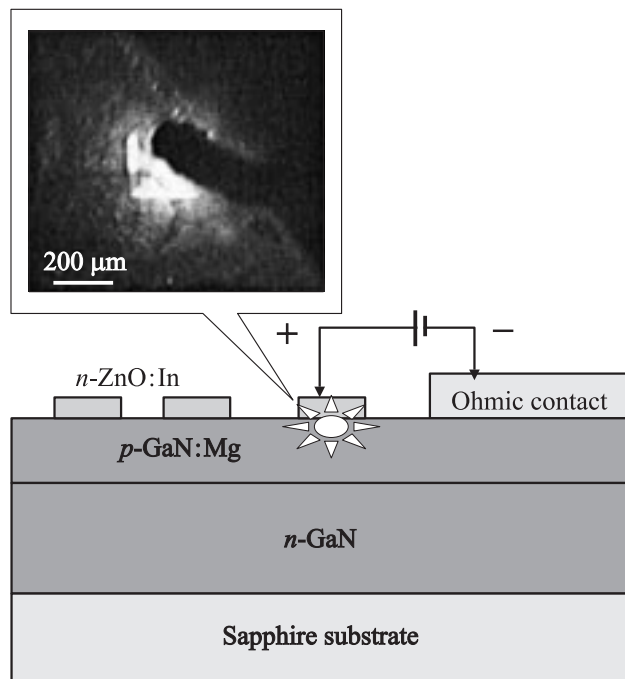 200 μm
+ −
n-ZnO:In
Ohmic contact
p-GaN:Mg
n-GaN
Sapphire substrate